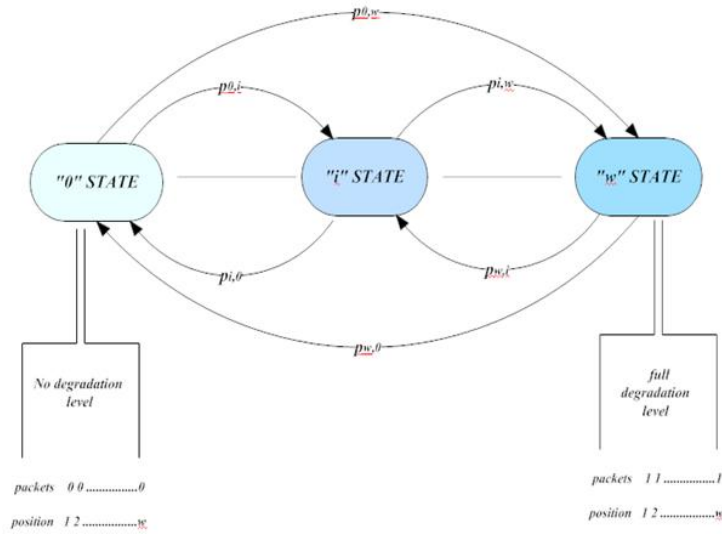 p0,w
p0,i
pi,w
"0" STATE
"i" STATE
"w" STATE
pi,0
pw,i
pw,0
No degradation
level
full
degradation
level
packets 0 0 ................0
position 1 2 .................w
packets 1 1 ................1
position 1 2 .................w